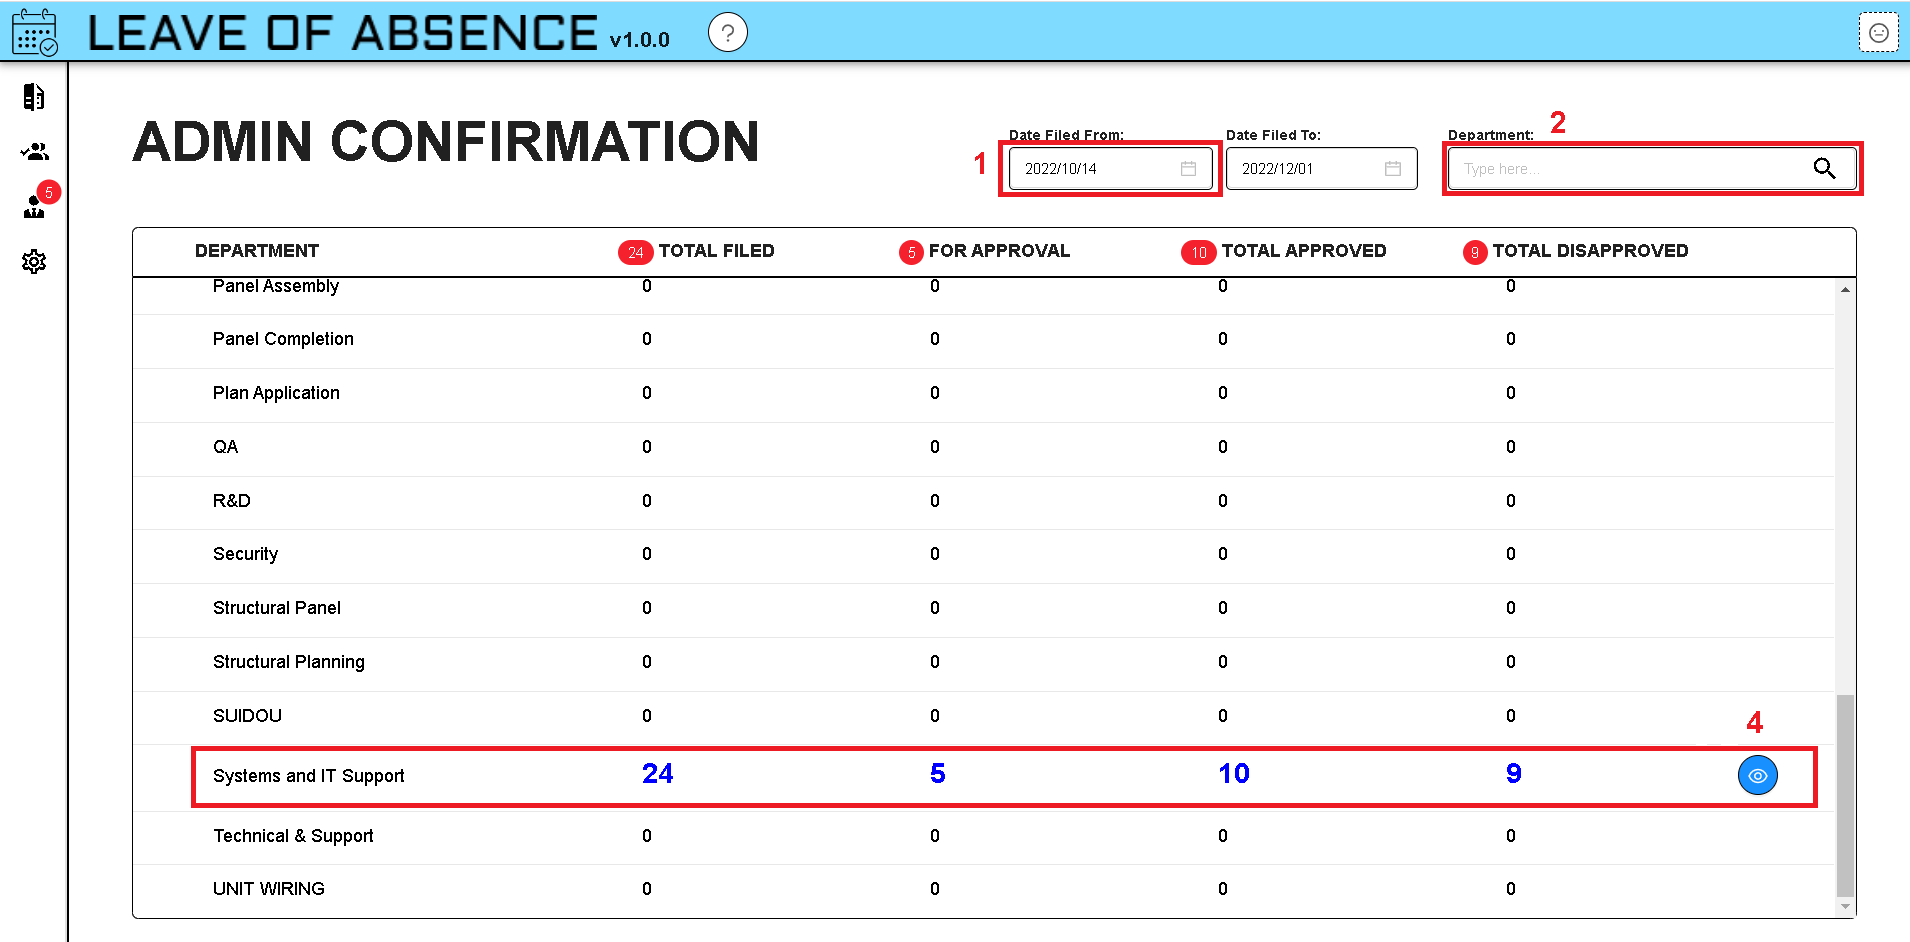 LEAVE OF ABSENCE v1.0.0 ?
5
ADMIN CONFIRMATION
Date Filed From: Date Filed To: Department: 2
1 2022/10/14 2022/12/01 Type here...
DEPARTMENT 24 TOTAL FILED 5 FOR APPROVAL 10 TOTAL APPROVED 9 TOTAL DISAPPROVED
Panel Assembly 0 0 0 0
Panel Completion 0 0 0 0
Plan Application 0 0 0 0
QA 0 0 0 0
R&D 0 0 0 0
Security 0 0 0 0
Structural Panel 0 0 0 0
Structural Planning 0 0 0 0
SUIDOU 0 0 0 0
4
Systems and IT Support 24 5 10 9
Technical & Support 0 0 0 0
UNIT WIRING 0 0 0 0